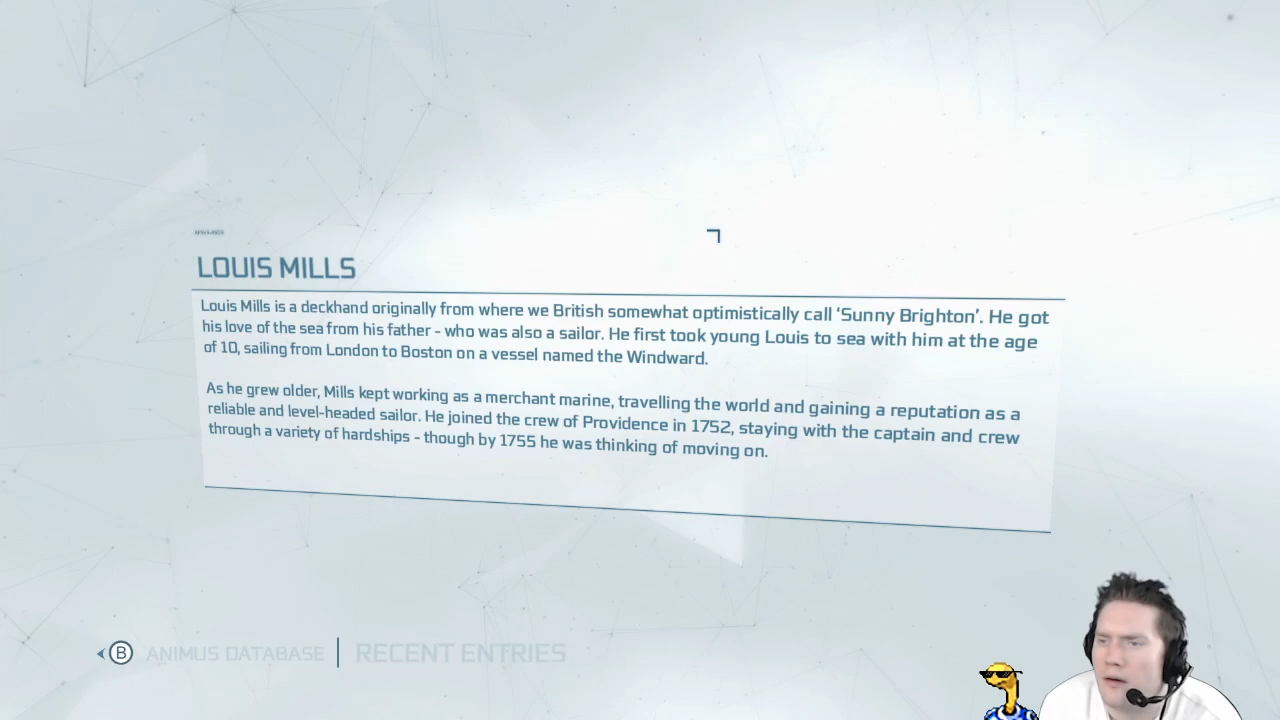 LOUIS MILLS
Louis Mills is a deckhand originally from where we British somewhat optimistically call 'Sunny Brighton'. He got
his love of the sea from his father - who was also a sailor. He first took young Louis to sea with him at the age
of 10, sailing from London to Boston on a vessel named the Windward.
As he grew older, Mills kept working as a merchant marine, travelling the world and gaining a reputation as a
reliable and level-headed sailor. He joined the crew of Providence in 1752, staying with the captain and crew
through a variety of hardships - though by 1755 he was thinking of moving on.
B ANIMUS DATABASE RECENT ENTRIES